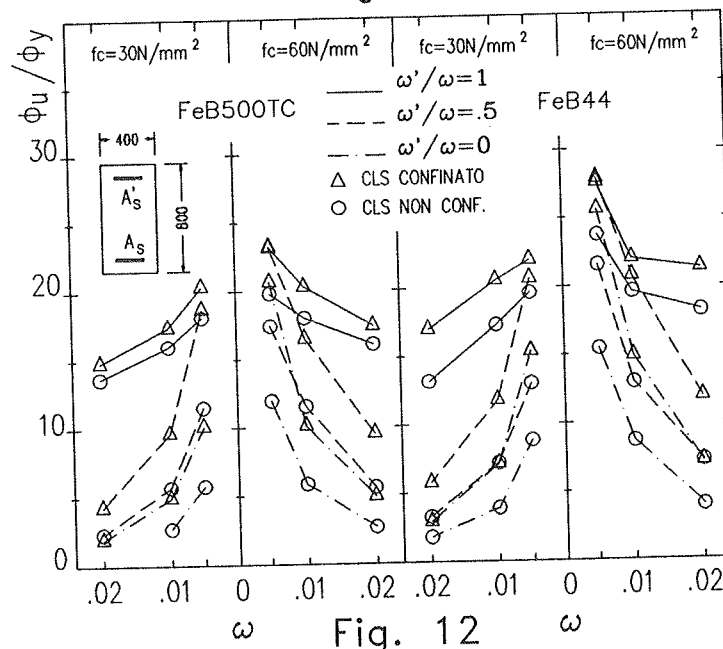 fc=30N/mm² fc=60N/mm² fc=30N/mm² fc=60N/mm²
ϕu/ϕy
FeB500TC
FeB44
ω'/ω=1
ω'/ω=.5
ω'/ω=0
CLS CONFINATO
CLS NON CONF.
400
A's
As
800
30
20
10
0
.02 .01 0 .01 .02 .02 .01 0 .01 .02
ω ω
Fig. 12